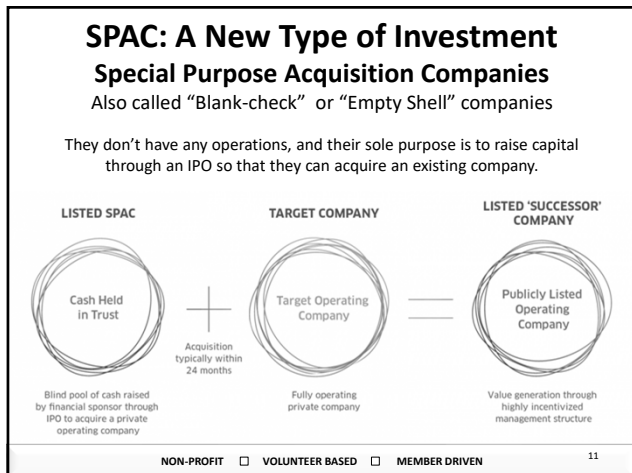 SPAC: A New Type of Investment
Special Purpose Acquisition Companies
Also called “Blank-check” or “Empty Shell” companies
They don’t have any operations, and their sole purpose is to raise capital
through an IPO so that they can acquire an existing company.
LISTED SPAC
Cash Held
in Trust
Blind pool of cash raised
by financial sponsor through
IPO to acquire a private
operating company
Acquisition
typically within
24 months
TARGET COMPANY
Target Operating
Company
Fully operating
private company
LISTED ‘SUCCESSOR’
COMPANY
Publicly Listed
Operating
Company
Value generation through
highly incentivized
management structure
NON-PROFIT □ VOLUNTEER BASED □ MEMBER DRIVEN
11